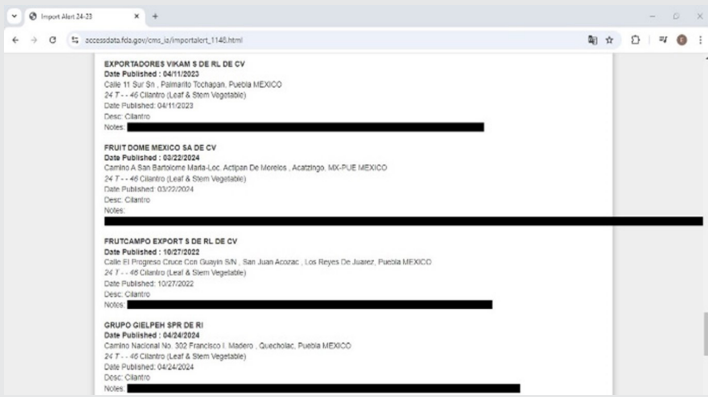 Import Alert 24-23
accessdata.fda.gov/cms_ia/importalert_1148.html
EXPORTADORES VIKAM S DE RL DE CV
Date Published : 04/11/2023
Calle 11 Sur Sn , Palmarito Tochapan, Puebla MEXICO
24 T - - 46 Cilantro (Leaf & Stem Vegetable)
Date Published: 04/11/2023
Desc: Cilantro
Notes:
FRUIT DOME MEXICO SA DE CV
Date Published : 03/22/2024
Camino A San Bartolome Maria-Loc. Actipan De Morelos , Acatzingo, MX-PUE MEXICO
24 T - - 46 Cilantro (Leaf & Stem Vegetable)
Date Published: 03/22/2024
Desc: Cilantro
Notes:
FRUTCAMPO EXPORT S DE RL DE CV
Date Published : 10/27/2022
Calle El Progreso Cruce Con Guayin S/N , San Juan Acozac , Los Reyes De Juarez, Puebla MEXICO
24 T - - 46 Cilantro (Leaf & Stem Vegetable)
Date Published: 10/27/2022
Desc: Cilantro
Notes:
GRUPO GIELPEH SPR DE RI
Date Published : 04/24/2024
Camino Nacional No. 302 Francisco I. Madero , Quecholac, Puebla MEXICO
24 T - - 46 Cilantro (Leaf & Stem Vegetable)
Date Published: 04/24/2024
Desc: Cilantro
Notes: